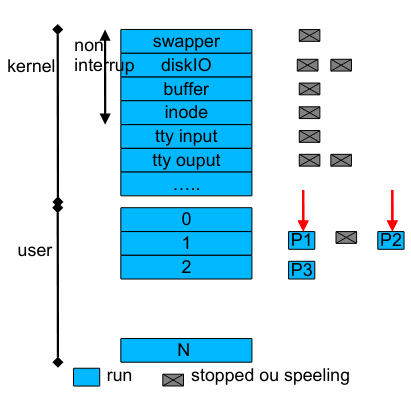 non
interrup
kernel
swapper
diskIO
buffer
inode
tty input
tty ouput
.....
user
0
1
2
N
P1
P2
P3
run
stopped ou speeling